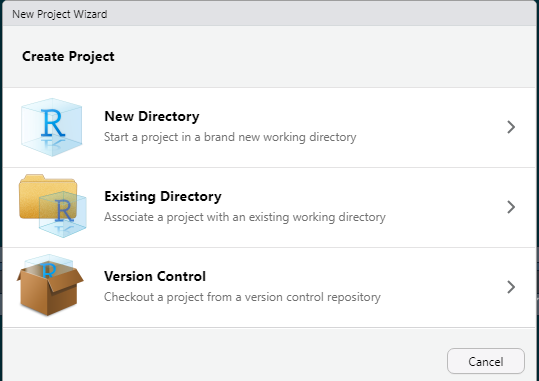 New Project Wizard
Create Project
R
New Directory
Start a project in a brand new working directory
R
Existing Directory
Associate a project with an existing working directory
R
Version Control
Checkout a project from a version control repository
Cancel